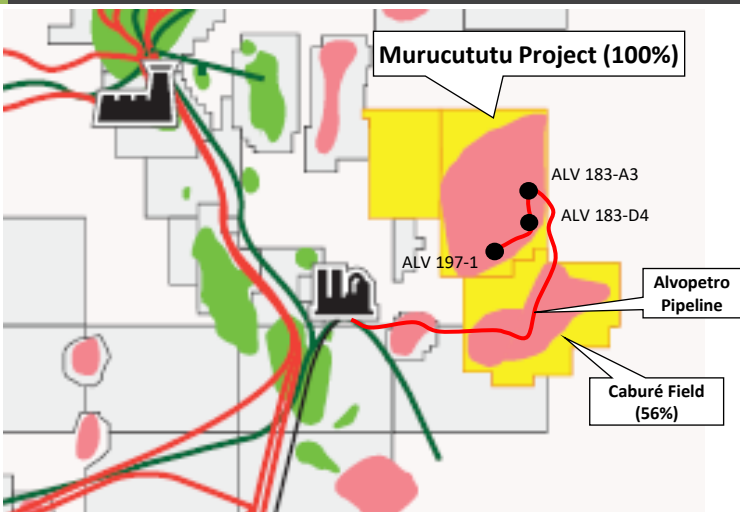 Murucututu Project (100%)
ALV 183-A3
ALV 183-D4
ALV 197-1
Alvopetro
Pipeline
Caburé Field
(56%)